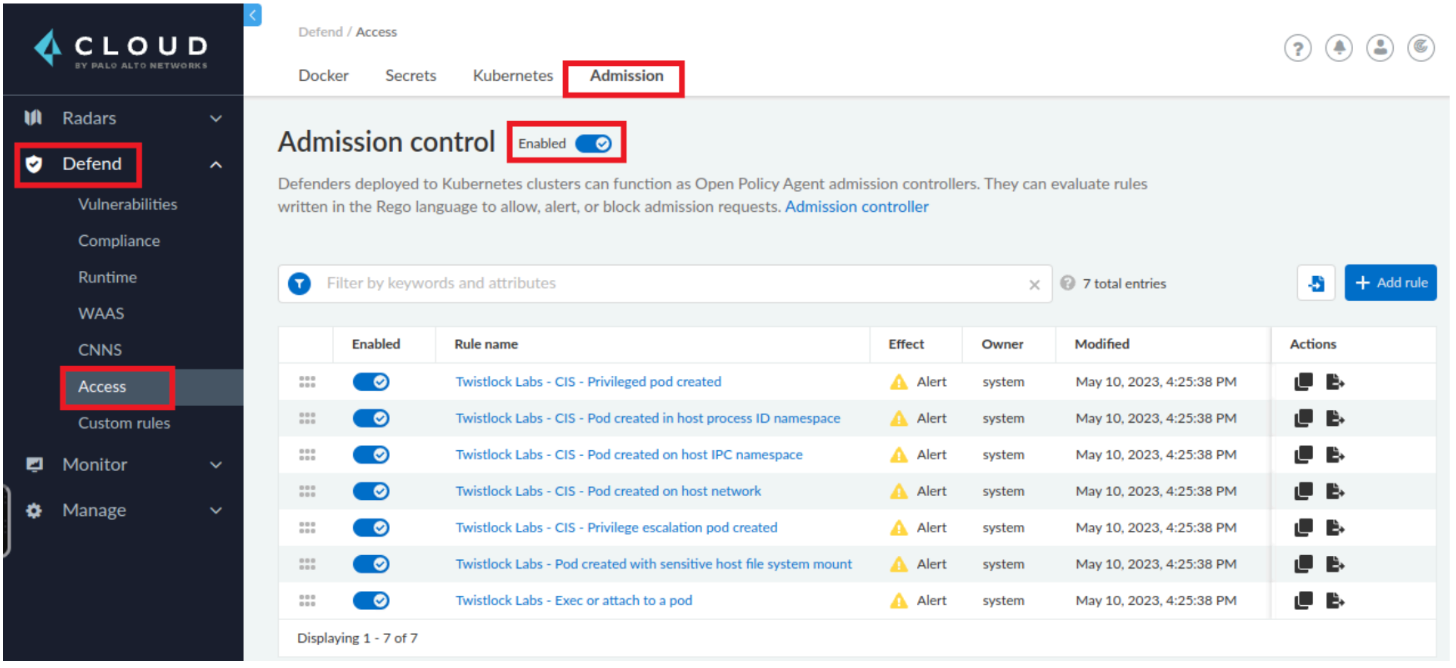 CLOUD
BY PALO ALTO NETWORKS
Radars
Defend
Vulnerabilities
Compliance
Runtime
WAAS
CNNS
Access
Custom rules
Monitor
Manage
Defend / Access
Docker Secrets Kubernetes Admission
Admission control Enabled
Defenders deployed to Kubernetes clusters can function as Open Policy Agent admission controllers. They can evaluate rules
written in the Rego language to allow, alert, or block admission requests. Admission controller
Filter by keywords and attributes 7 total entries + Add rule
Enabled Rule name Effect Owner Modified Actions
Twistlock Labs - CIS - Privileged pod created Alert system May 10, 2023, 4:25:38 PM
Twistlock Labs - CIS - Pod created in host process ID namespace Alert system May 10, 2023, 4:25:38 PM
Twistlock Labs - CIS - Pod created on host IPC namespace Alert system May 10, 2023, 4:25:38 PM
Twistlock Labs - CIS - Pod created on host network Alert system May 10, 2023, 4:25:38 PM
Twistlock Labs - CIS - Privilege escalation pod created Alert system May 10, 2023, 4:25:38 PM
Twistlock Labs - Pod created with sensitive host file system mount Alert system May 10, 2023, 4:25:38 PM
Twistlock Labs - Exec or attach to a pod Alert system May 10, 2023, 4:25:38 PM
Displaying 1 - 7 of 7